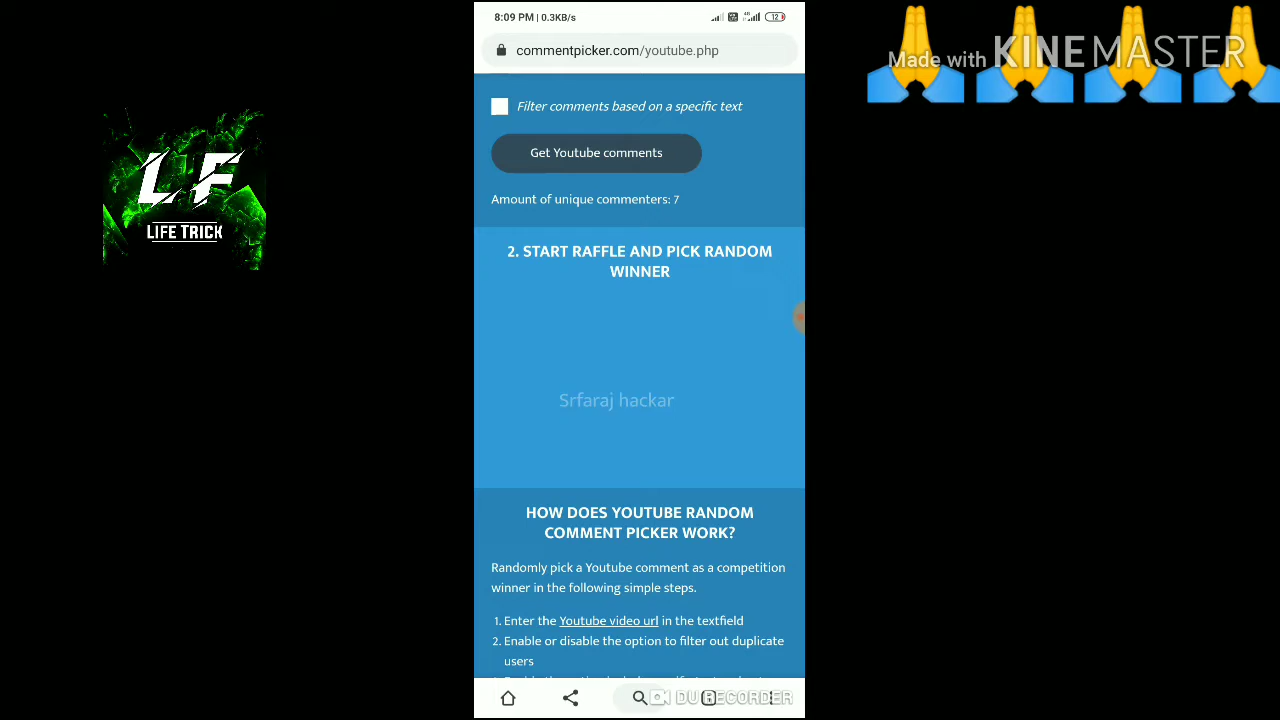 8:09 PM | 0.3KB/s
12
commentpicker.com/youtube.php
Made with KINEMASTER
Filter comments based on a specific text
Get Youtube comments
Amount of unique commenters: 7
LF
LIFE TRICK
2. START RAFFLE AND PICK RANDOM
WINNER
Srfaraj hackar
HOW DOES YOUTUBE RANDOM
COMMENT PICKER WORK?
Randomly pick a Youtube comment as a competition
winner in the following simple steps.
1. Enter the Youtube video url in the textfield
2. Enable or disable the option to filter out duplicate
users
DU RECORDER